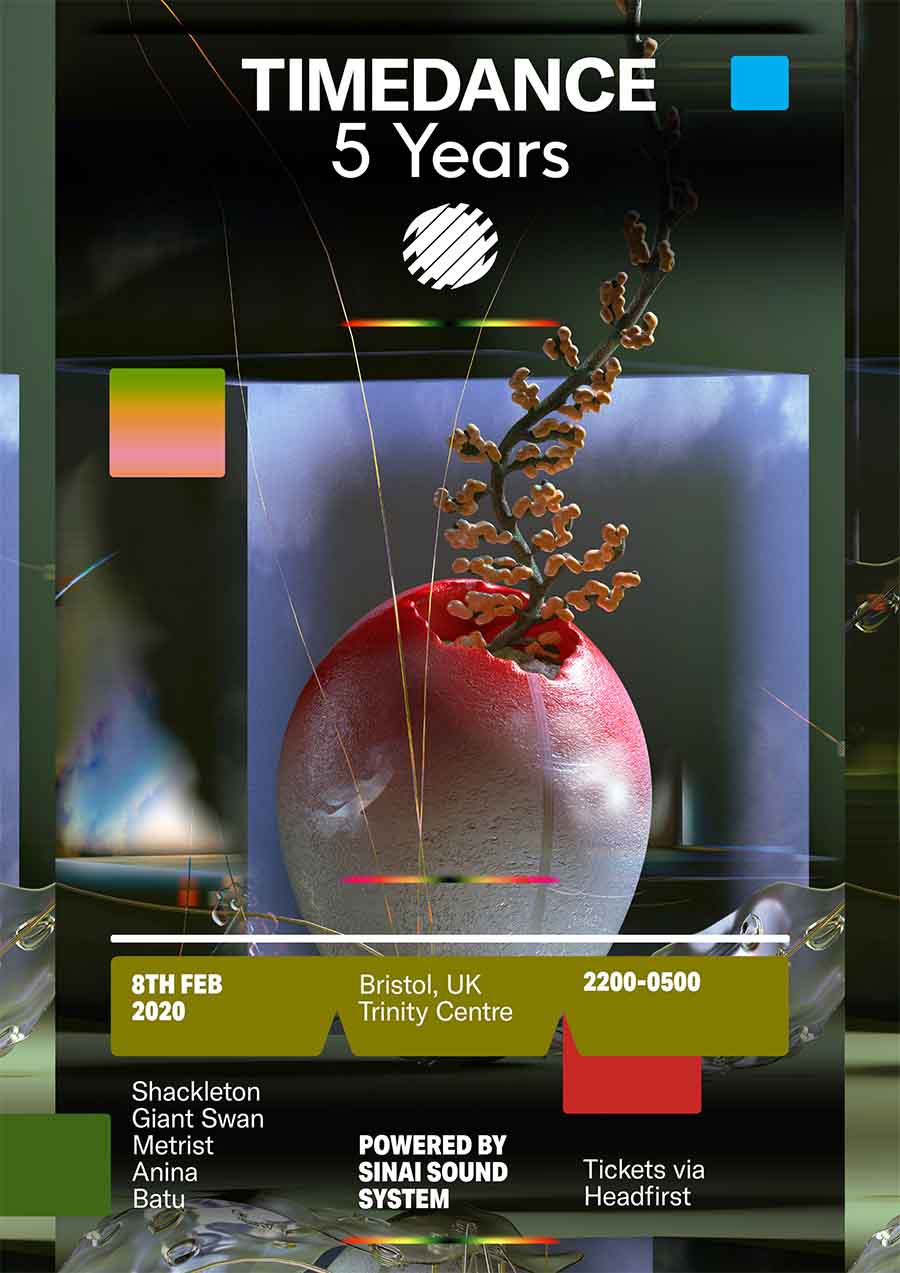 TIMEDANCE
5 Years
8TH FEB
2020
Bristol, UK
Trinity Centre
2200-0500
Shackleton
Giant Swan
Metrist
Anina
Batu
POWERED BY
SINAI SOUND
SYSTEM
Tickets via
Headfirst